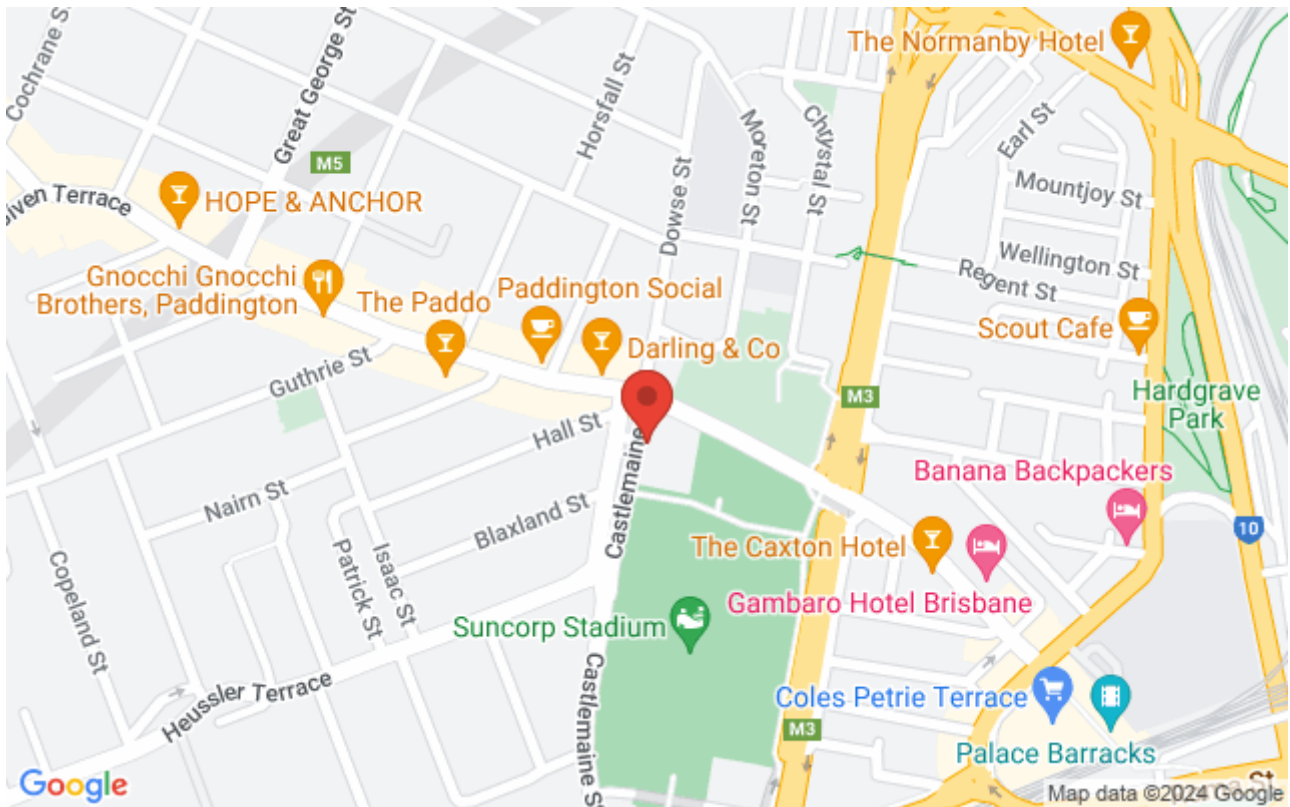 The Normanby Hotel
Cochrane St
Great George St
Horsfall St
Dowse St
Moreton St
Chrystal St
Earl St
M5
Mountjoy St
Given Terrace
HOPE & ANCHOR
Wellington St
Regent St
Gnocchi Gnocchi
Brothers, Paddington
The Paddo
Paddington Social
Darling & Co
Scout Cafe
Guthrie St
M3
Hardgrave
Park
Hall St
Castlemaine
Banana Backpackers
Nairn St
Blaxland St
10
The Caxton Hotel
Copeland St
Patrick St
Isaac St
Gambaro Hotel Brisbane
Suncorp Stadium
Heussler Terrace
Castlemaine St
Coles Petrie Terrace
M3
Palace Barracks
Google
Map data ©2024 Google